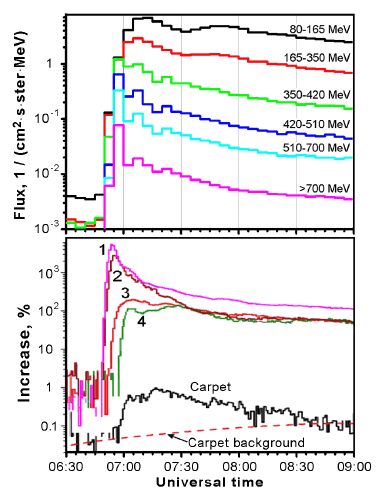 Flux, 1 / (cm²·s·ster·MeV)
1
10⁻¹
10⁻²
10⁻³
80-165 MeV
165-350 MeV
350-420 MeV
420-510 MeV
510-700 MeV
>700 MeV
Increase, %
10³
10²
10
1
0.1
1
2
3
4
Carpet
Carpet background
06:30 07:00 07:30 08:00 08:30 09:00
Universal time